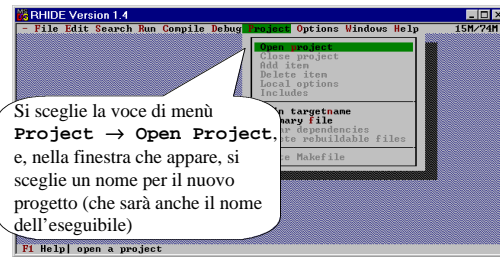 RHIDE Version 1.4
File Edit Search Run Compile Debug Project Options Windows Help 15M/74M
Open project
Close project
Add item
Delete item
Local options
Includes
targetname
file
dependencies
rebuildable files
Makefile
Si sceglie la voce di menù
Project → Open Project,
e, nella finestra che appare, si
sceglie un nome per il nuovo
progetto (che sarà anche il nome
dell'eseguibile)
F1 Help| open a project